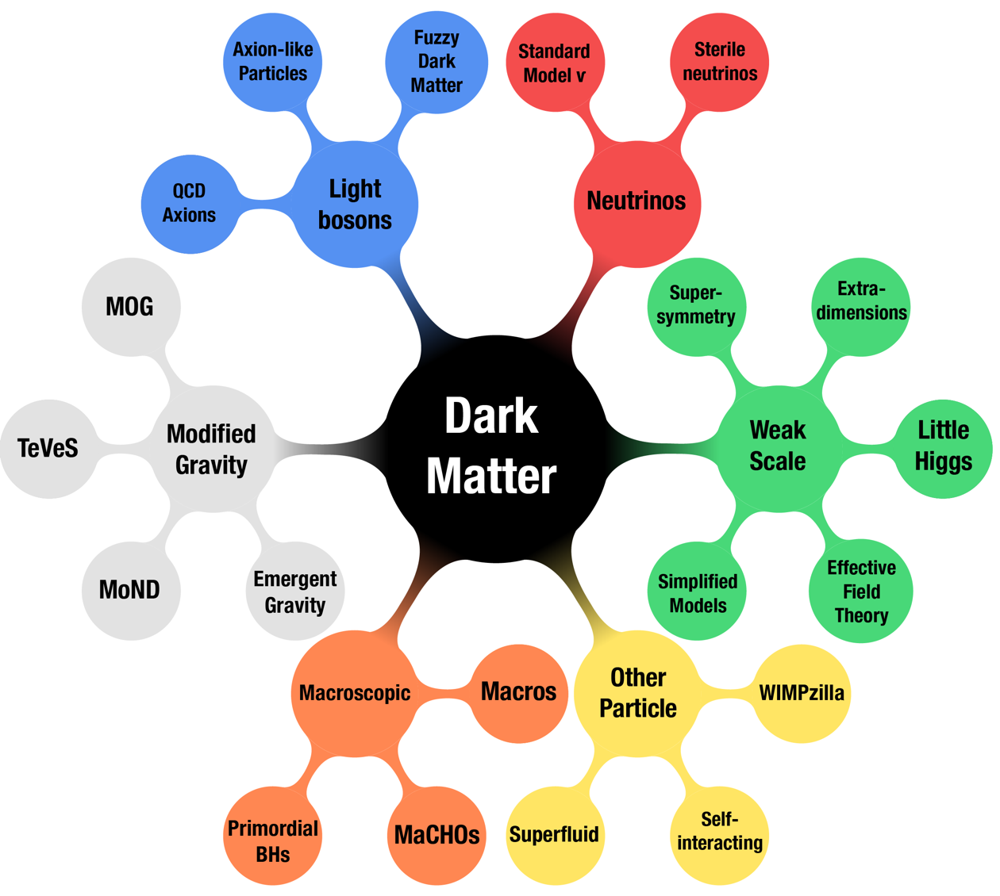 Axion-like
Particles
Fuzzy
Dark
Matter
Standard
Model ν
Sterile
neutrinos
QCD
Axions
Light
bosons
Neutrinos
MOG
Super-
symmetry
Extra-
dimensions
TeVeS
Modified
Gravity
Dark
Matter
Weak
Scale
Little
Higgs
MoND
Emergent
Gravity
Simplified
Models
Effective
Field
Theory
Macroscopic
Macros
Other
Particle
WIMPzilla
Primordial
BHs
MaCHOs
Superfluid
Self-
interacting